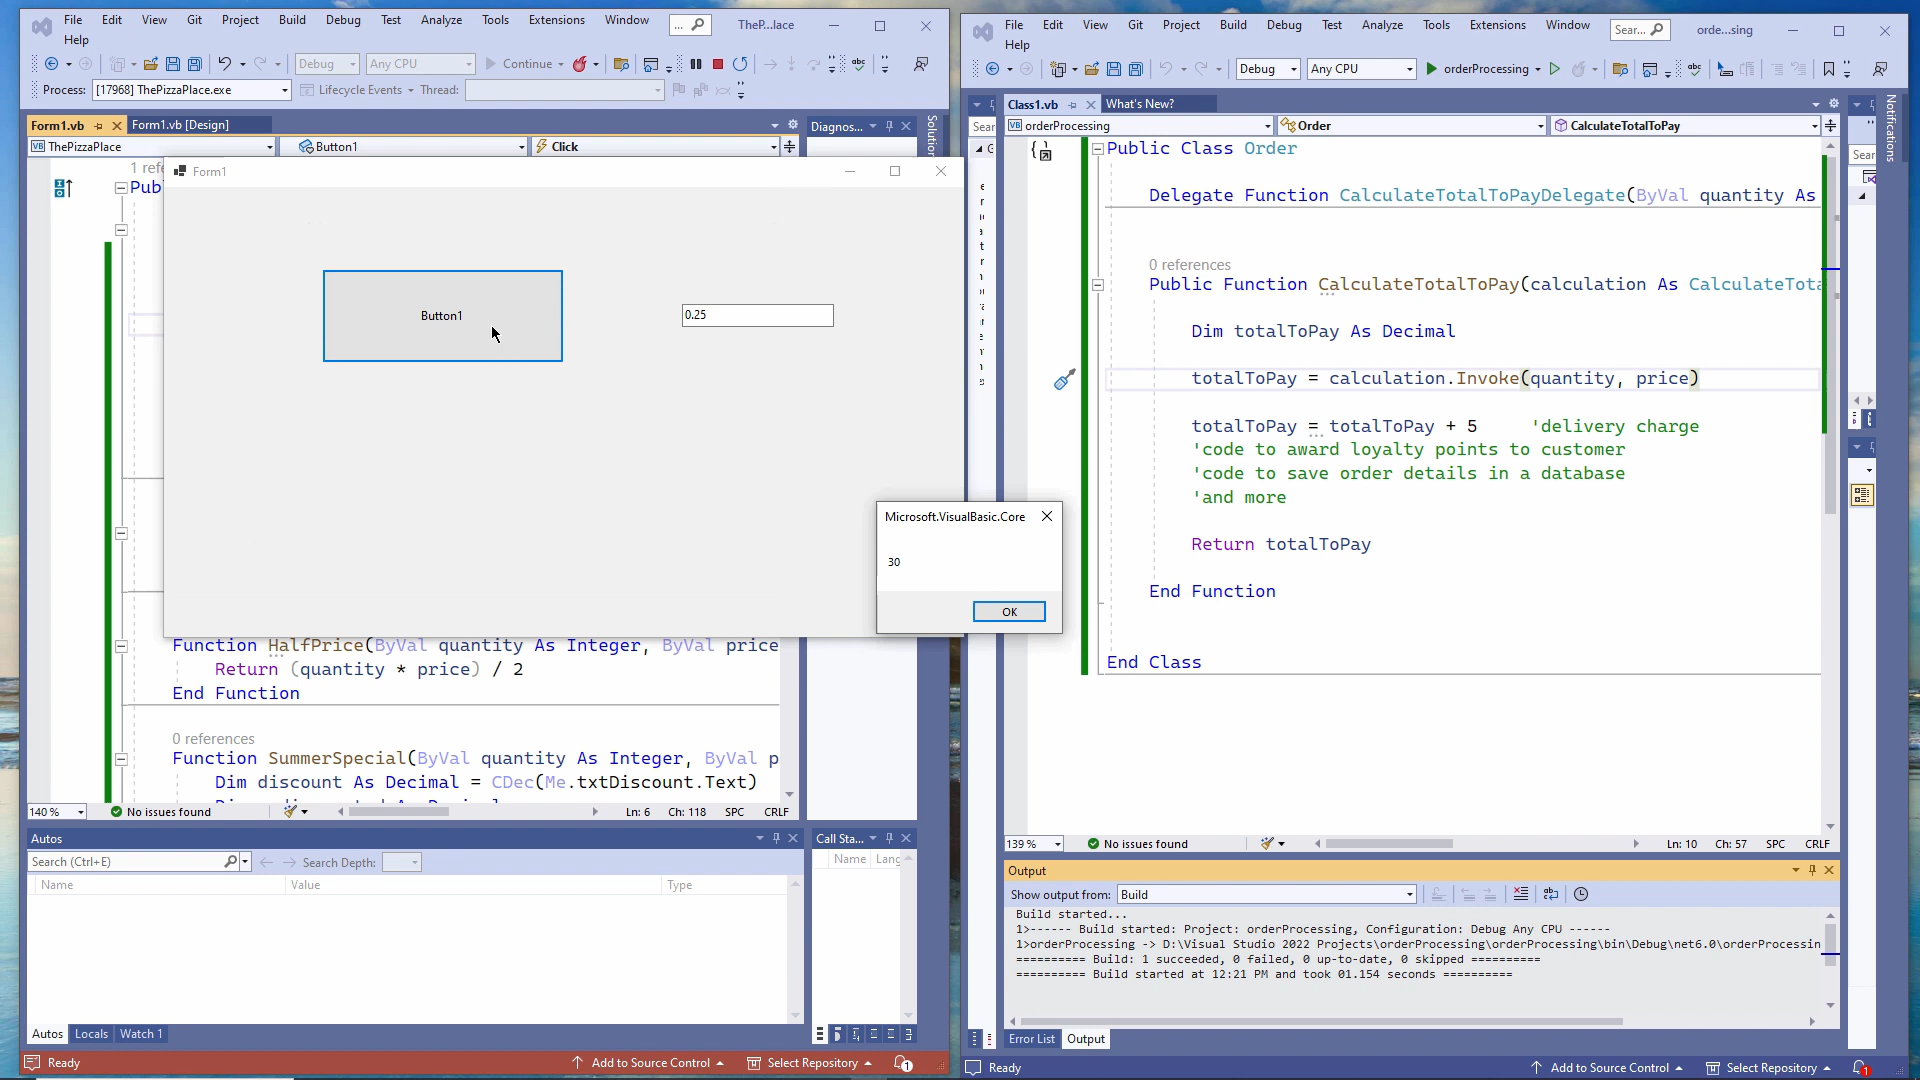 File Edit View Git Project Build Debug Test Analyze Tools Extensions Window ... TheP...lace
Help
Debug Any CPU Continue
Process: [17968] ThePizzaPlace.exe Lifecycle Events Thread:
Form1.vb Form1.vb [Design]
ThePizzaPlace Button1 Click
Diagnos...
Form1
Button1
0.25
Microsoft.VisualBasic.Core
30
OK
Function HalfPrice(ByVal quantity As Integer, ByVal price
Return (quantity * price) / 2
End Function
0 references
Function SummerSpecial(ByVal quantity As Integer, ByVal p
Dim discount As Decimal = CDec(Me.txtDiscount.Text)
140 % No issues found Ln: 6 Ch: 118 SPC CRLF
Autos
Search (Ctrl+E) Search Depth:
Name Value Type
Autos Locals Watch 1
Call Sta...
Name Lang
Ready Add to Source Control Select Repository 1
File Edit View Git Project Build Debug Test Analyze Tools Extensions Window Sear... orde...sing
Help
Debug Any CPU orderProcessing
Class1.vb What's New?
orderProcessing Order CalculateTotalToPay
Notifications
Public Class Order
Delegate Function CalculateTotalToPayDelegate(ByVal quantity As
0 references
Public Function CalculateTotalToPay(calculation As CalculateTota
Dim totalToPay As Decimal
totalToPay = calculation.Invoke(quantity, price)
totalToPay = totalToPay + 5 'delivery charge
'code to award loyalty points to customer
'code to save order details in a database
'and more
Return totalToPay
End Function
End Class
139 % No issues found Ln: 10 Ch: 57 SPC CRLF
Output
Show output from: Build
Build started...
1>------ Build started: Project: orderProcessing, Configuration: Debug Any CPU ------
1>orderProcessing -> D:\Visual Studio 2022 Projects\orderProcessing\orderProcessing\bin\Debug\net6.0\orderProcessin
========== Build: 1 succeeded, 0 failed, 0 up-to-date, 0 skipped ==========
========== Build started at 12:21 PM and took 01.154 seconds ==========
Error List Output
Ready Add to Source Control Select Repository 1